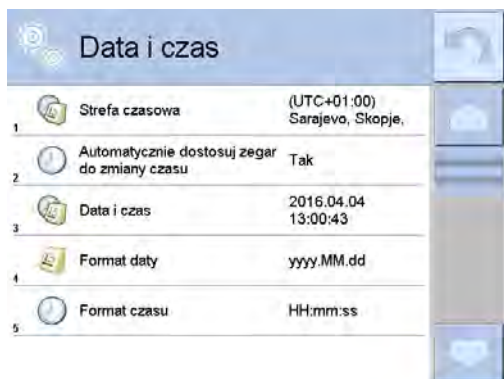 Data i czas
1 Strefa czasowa (UTC+01:00)
Sarajevo, Skopje,
2 Automatycznie dostosuj zegar
do zmiany czasu Tak
3 Data i czas 2016.04.04
13:00:43
4 Format daty yyyy.MM.dd
5 Format czasu HH:mm:ss